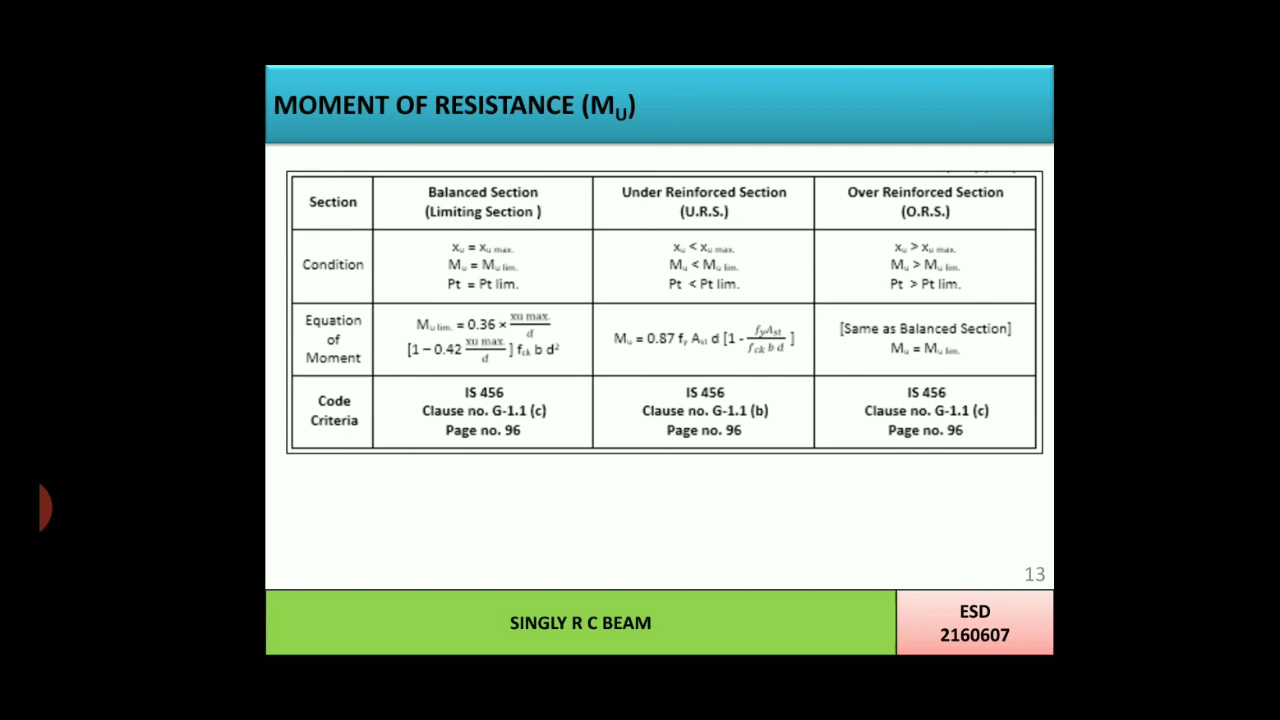 MOMENT OF RESISTANCE (MU)
Section
Balanced Section
(Limiting Section )
Under Reinforced Section
(U.R.S.)
Over Reinforced Section
(O.R.S.)
Condition
xu = xu max.
Mu = Mu lim.
Pt = Pt lim.
xu < xu max.
Mu < Mu lim.
Pt < Pt lim.
xu > xu max.
Mu > Mu lim.
Pt > Pt lim.
Equation
of
Moment
Mu lim. = 0.36 × xu max. / d
[1 – 0.42 xu max. / d ] fck b d²
Mu = 0.87 fy Ast d [1 - fyAst / fck b d ]
[Same as Balanced Section]
Mu = Mu lim.
Code
Criteria
IS 456
Clause no. G-1.1 (c)
Page no. 96
IS 456
Clause no. G-1.1 (b)
Page no. 96
IS 456
Clause no. G-1.1 (c)
Page no. 96
13
SINGLY R C BEAM
ESD
2160607